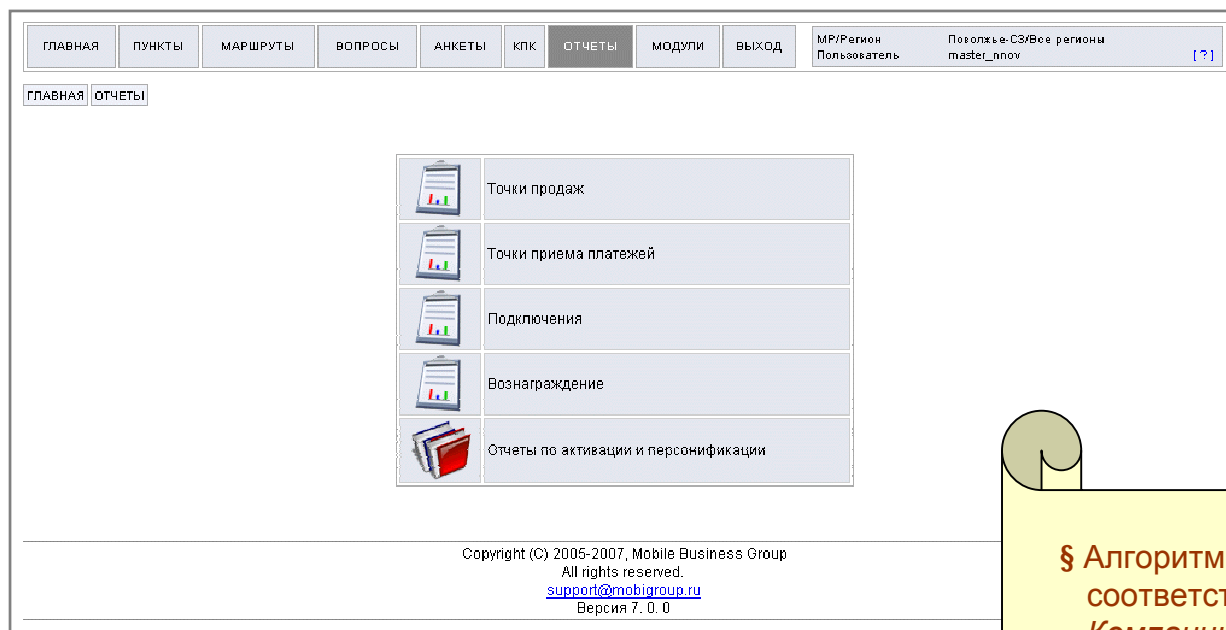 ГЛАВНАЯ ПУНКТЫ МАРШРУТЫ ВОПРОСЫ АНКЕТЫ КПК ОТЧЕТЫ МОДУЛИ ВЫХОД
МР/Регион Поволжье-СЗ/Все регионы
Пользователь master_nnov [?]
ГЛАВНАЯ ОТЧЕТЫ
Точки продаж
Точки приема платежей
Подключения
Вознаграждение
Отчеты по активации и персонификации
Copyright (C) 2005-2007, Mobile Business Group
All rights reserved.
support@mobigroup.ru
Версия 7. 0. 0
§ Алгоритм